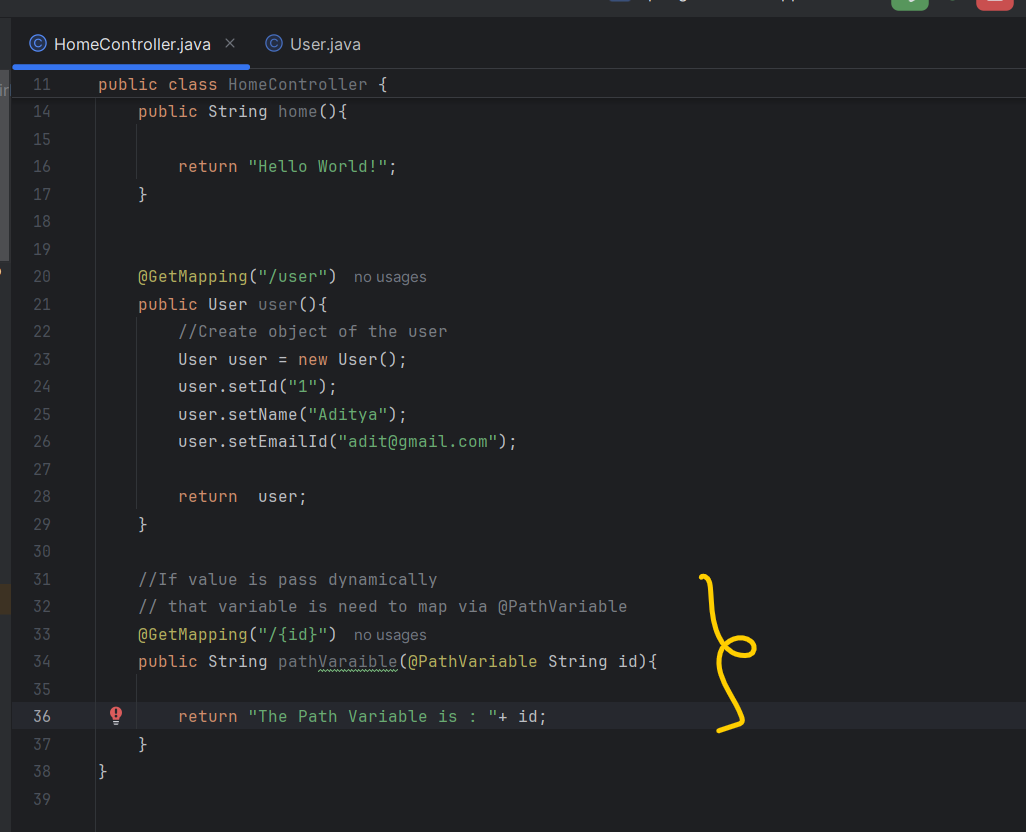 HomeController.java
User.java
11 public class HomeController {
14 public String home(){
15
16 return "Hello World!";
17 }
18
19
20 @GetMapping("/user") no usages
21 public User user(){
22 //Create object of the user
23 User user = new User();
24 user.setId("1");
25 user.setName("Aditya");
26 user.setEmailId("adit@gmail.com");
27
28 return  user;
29 }
30
31 //If value is pass dynamically
32 // that variable is need to map via @PathVariable
33 @GetMapping("/{id}") no usages
34 public String pathVaraible(@PathVariable String id){
35
36 return "The Path Variable is : "+ id;
37 }
38 }
39